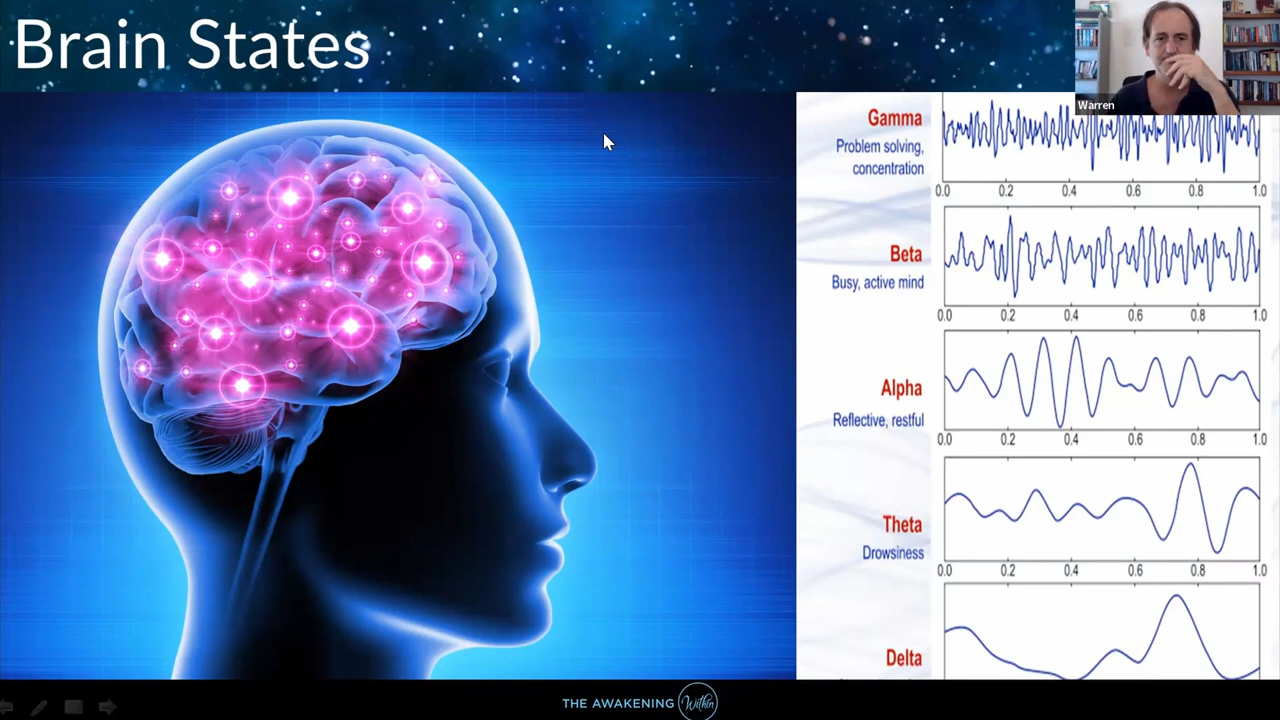 Brain States
Warren
Gamma
Problem solving,
concentration
0.0 0.2 0.4 0.6 0.8 1.0
Beta
Busy, active mind
0.0 0.2 0.4 0.6 0.8 1.0
Alpha
Reflective, restful
0.0 0.2 0.4 0.6 0.8 1.0
Theta
Drowsiness
0.0 0.2 0.4 0.6 0.8 1.0
Delta
THE AWAKENING Within